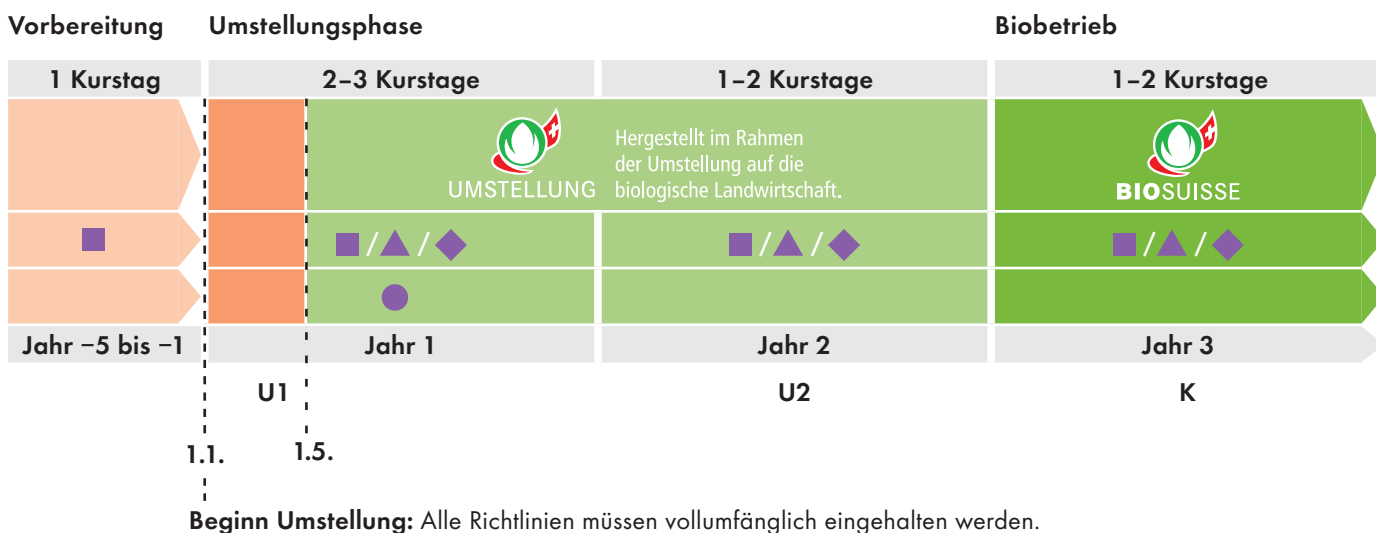 Vorbereitung Umstellungsphase Biobetrieb
1 Kurstag 2–3 Kurstage 1–2 Kurstage 1–2 Kurstage
Hergestellt im Rahmen
der Umstellung auf die
UMSTELLUNG biologische Landwirtschaft.
BIOSUISSE
/ / / / / /
Jahr –5 bis –1 Jahr 1 Jahr 2 Jahr 3
U1 U2 K
1.1. 1.5.
Beginn Umstellung: Alle Richtlinien müssen vollumfänglich eingehalten werden.